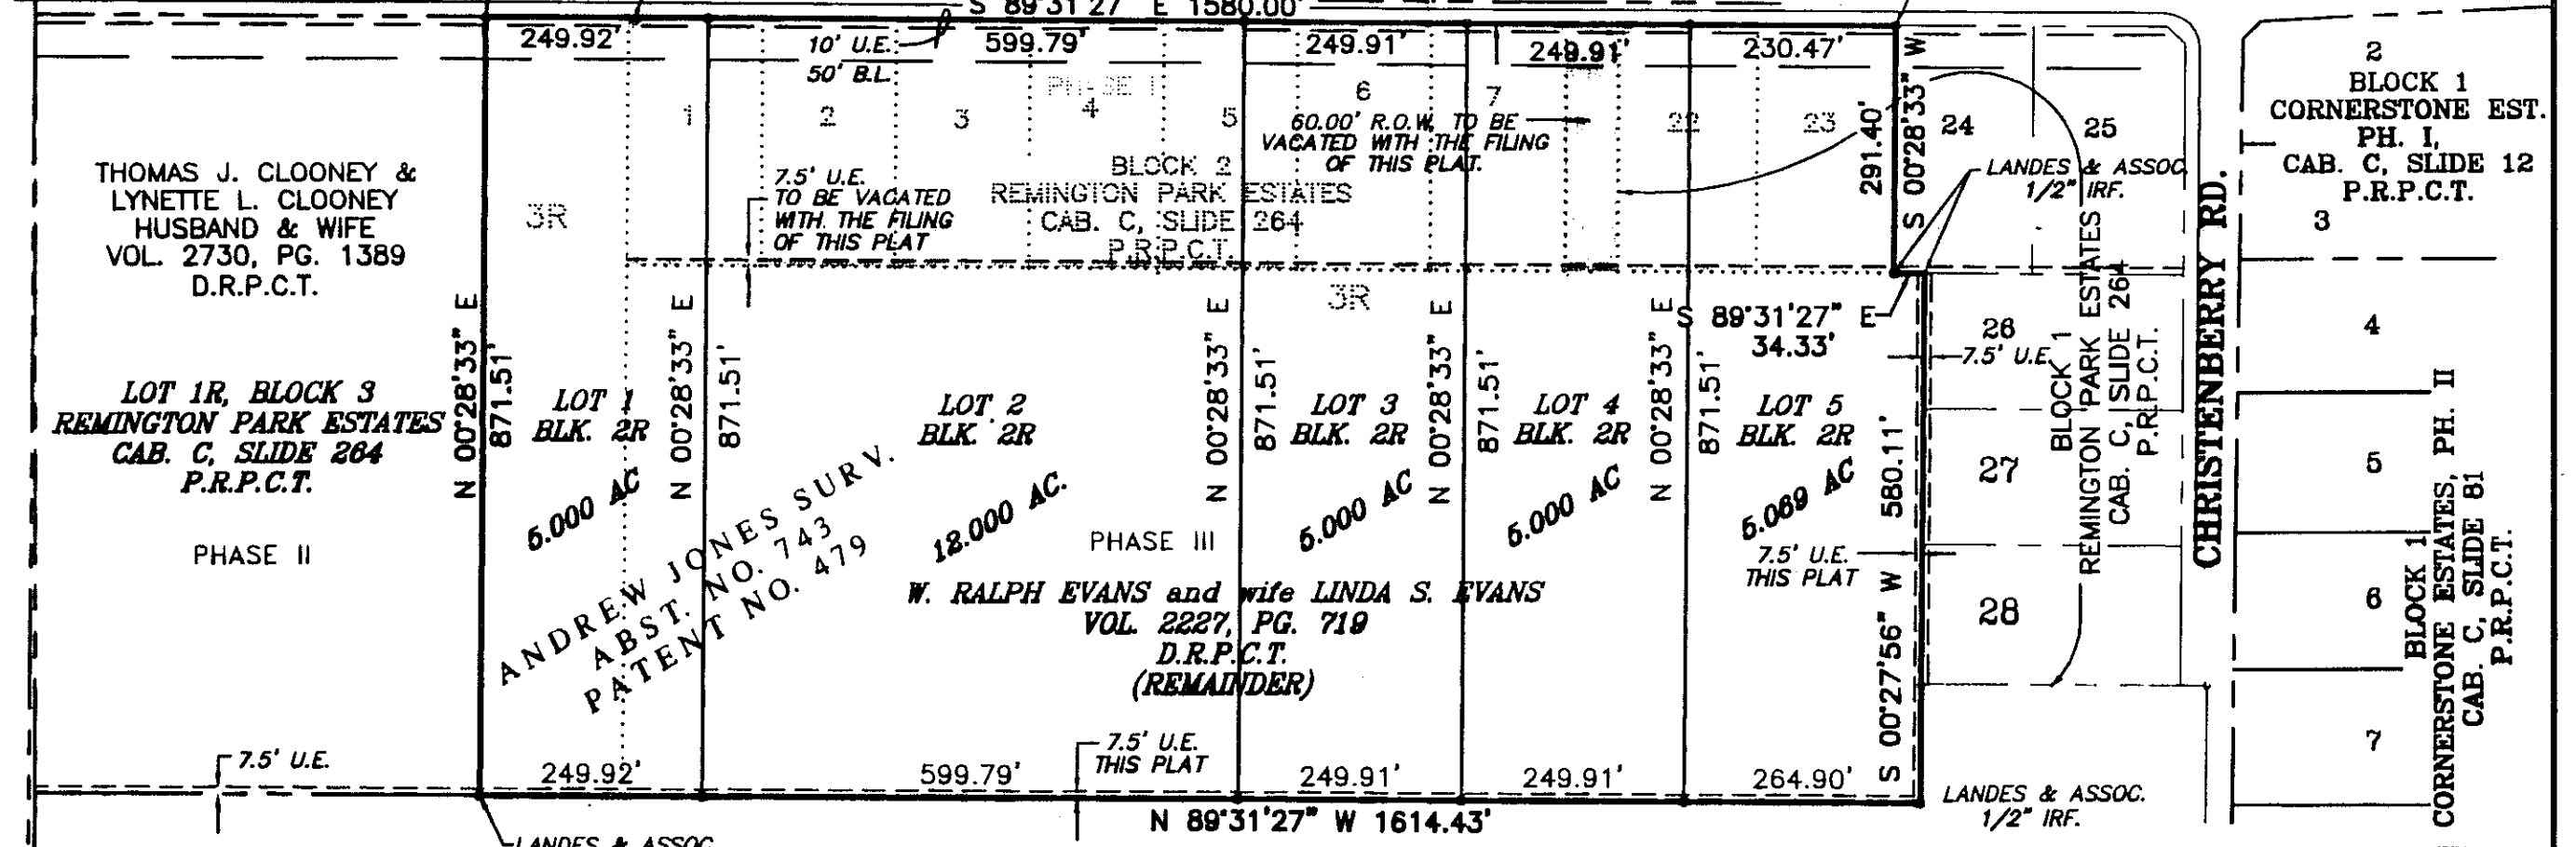 S 89°31'27" E 1580.00'
249.92'
10' U.E.
50' B.L.
599.79'
249.91'
249.91'
230.47'
1
2
3
PHASE I
4
5
6
7
60.00' R.O.W. TO BE
VACATED WITH THE FILING
OF THIS PLAT.
22
23
24
25
291.40'
S 00°28'33" W
LANDES & ASSOC.
1/2" IRF.
2
BLOCK 1
CORNERSTONE EST.
PH. I,
CAB. C, SLIDE 12
P.R.P.C.T.
3
THOMAS J. CLOONEY &
LYNETTE L. CLOONEY
HUSBAND & WIFE
VOL. 2730, PG. 1389
D.R.P.C.T.
3R
7.5' U.E.
TO BE VACATED
WITH THE FILING
OF THIS PLAT
BLOCK 2
REMINGTON PARK ESTATES
CAB. C, SLIDE 264
P.R.P.C.T.
3R
S 89°31'27" E
34.33'
LOT 1R, BLOCK 3
REMINGTON PARK ESTATES
CAB. C, SLIDE 264
P.R.P.C.T.
PHASE II
N 00°28'33" E
871.51'
LOT 1
BLK. 2R
5.000 AC
N 00°28'33" E
871.51'
LOT 2
BLK. 2R
12.000 AC.
N 00°28'33" E
871.51'
LOT 3
BLK. 2R
5.000 AC
N 00°28'33" E
871.51'
LOT 4
BLK. 2R
5.000 AC
N 00°28'33" E
871.51'
LOT 5
BLK. 2R
5.069 AC
ANDREW JONES SURV.
ABST. NO. 743
PATENT NO. 479
PHASE III
W. RALPH EVANS and wife LINDA S. EVANS
VOL. 2227, PG. 719
D.R.P.C.T.
(REMAINDER)
7.5' U.E.
THIS PLAT
S 00°27'56" W 580.11'
26
7.5' U.E.
27
28
BLOCK 1
REMINGTON PARK ESTATES
CAB. C, SLIDE 264
P.R.P.C.T.
CHRISTENBERRY RD.
4
5
6
7
BLOCK 1
CORNERSTONE ESTATES, PH. II
CAB. C, SLIDE 81
P.R.P.C.T.
7.5' U.E.
249.92'
599.79'
7.5' U.E.
THIS PLAT
249.91'
249.91'
264.90'
N 89°31'27" W 1614.43'
LANDES & ASSOC.
1/2" IRF.
LANDES & ASSOC.